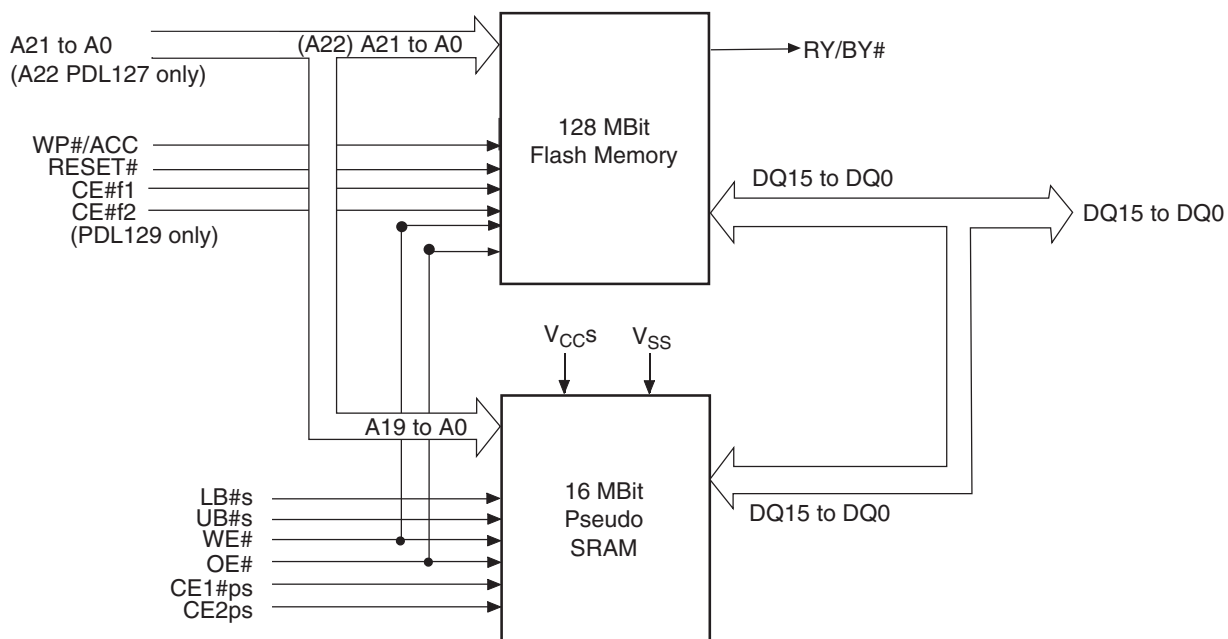 A21 to A0
(A22 PDL127 only)
(A22) A21 to A0
RY/BY#
WP#/ACC
RESET#
CE#f1
CE#f2
(PDL129 only)
128 MBit
Flash Memory
DQ15 to DQ0
DQ15 to DQ0
VCCs
VSS
A19 to A0
LB#s
UB#s
WE#
OE#
CE1#ps
CE2ps
16 MBit
Pseudo
SRAM
DQ15 to DQ0